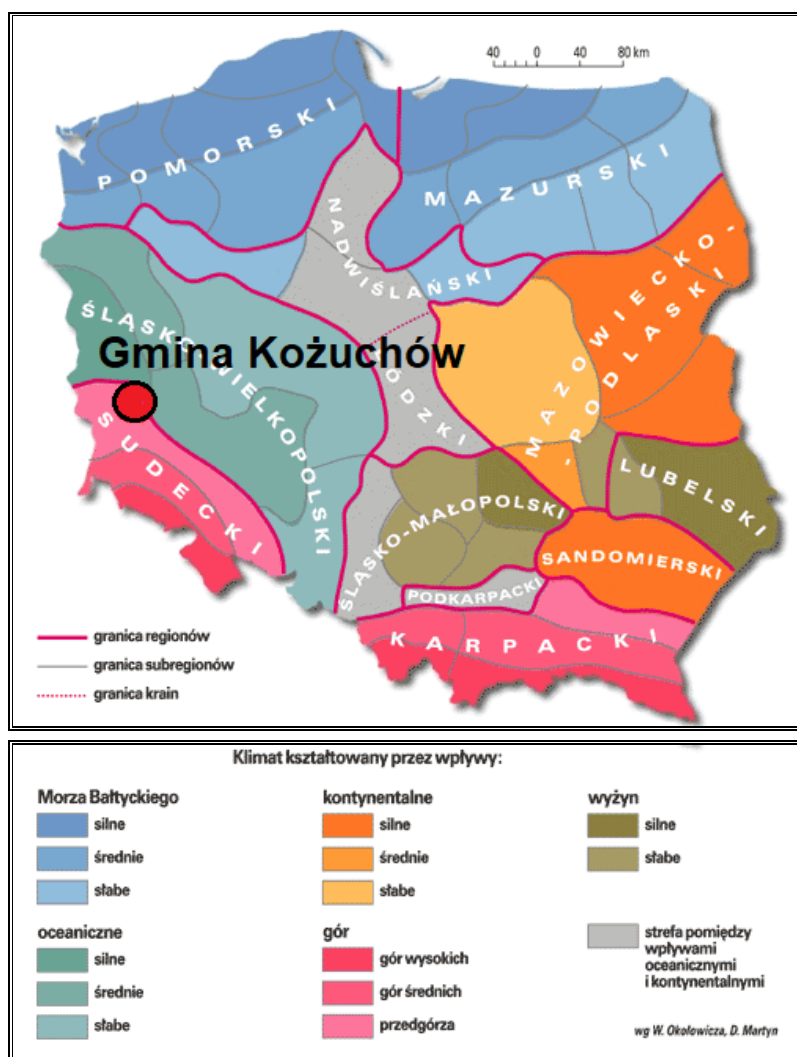 40 0 40 80 km
POMORSKI
MAZURSKI
NADWIŚLAŃSKI
MAZOWIECKO-
-PODLASKI
ŚLĄSKO-WIELKOPOLSKI
Gmina Kożuchów
ÓDZKI
SUDECKI
LUBELSKI
ŚLĄSKO-MAŁOPOLSKI
SANDOMIERSKI
PODKARPACKI
KARPACKI
granica regionów
granica subregionów
granica krain
Klimat kształtowany przez wpływy:
Morza Bałtyckiego
silne
średnie
słabe
kontynentalne
silne
średnie
słabe
wyżyn
silne
słabe
oceaniczne
silne
średnie
słabe
gór
gór wysokich
gór średnich
przedgórza
strefa pomiędzy
wpływami
oceanicznymi
i kontynentalnymi
wg W. Okołowicza, D. Martyn